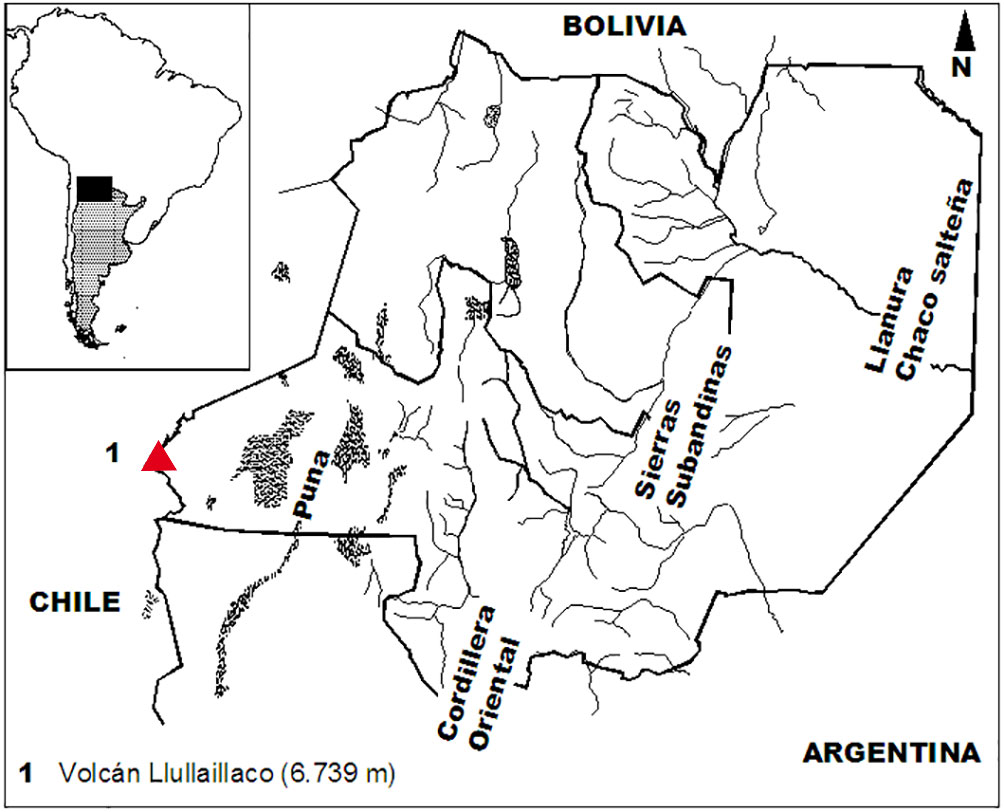 BOLIVIA
N
Llanura
Chaco salteña
1
Sierras
Subandinas
Puna
CHILE
Cordillera
Oriental
ARGENTINA
1 Volcán Llullaillaco (6.739 m)